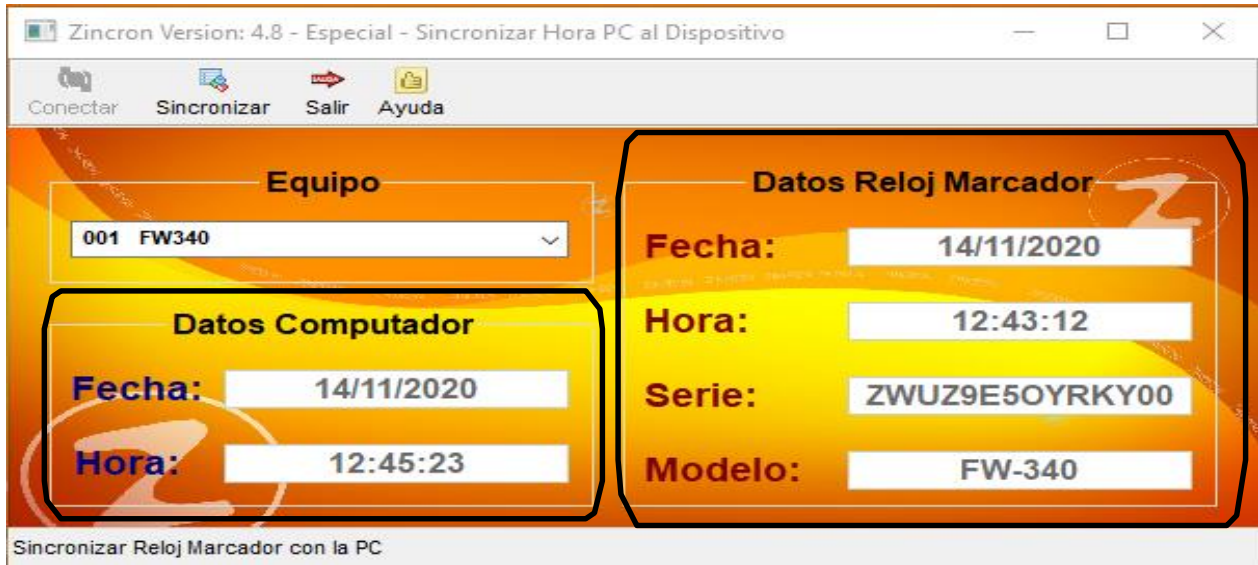 Zincron Version: 4.8 - Especial - Sincronizar Hora PC al Dispositivo
Conectar Sincronizar Salir Ayuda
Equipo
001 FW340
Datos Computador
Fecha: 14/11/2020
Hora: 12:45:23
Datos Reloj Marcador
Fecha: 14/11/2020
Hora: 12:43:12
Serie: ZWUZ9E5OYRKY00
Modelo: FW-340
Sincronizar Reloj Marcador con la PC